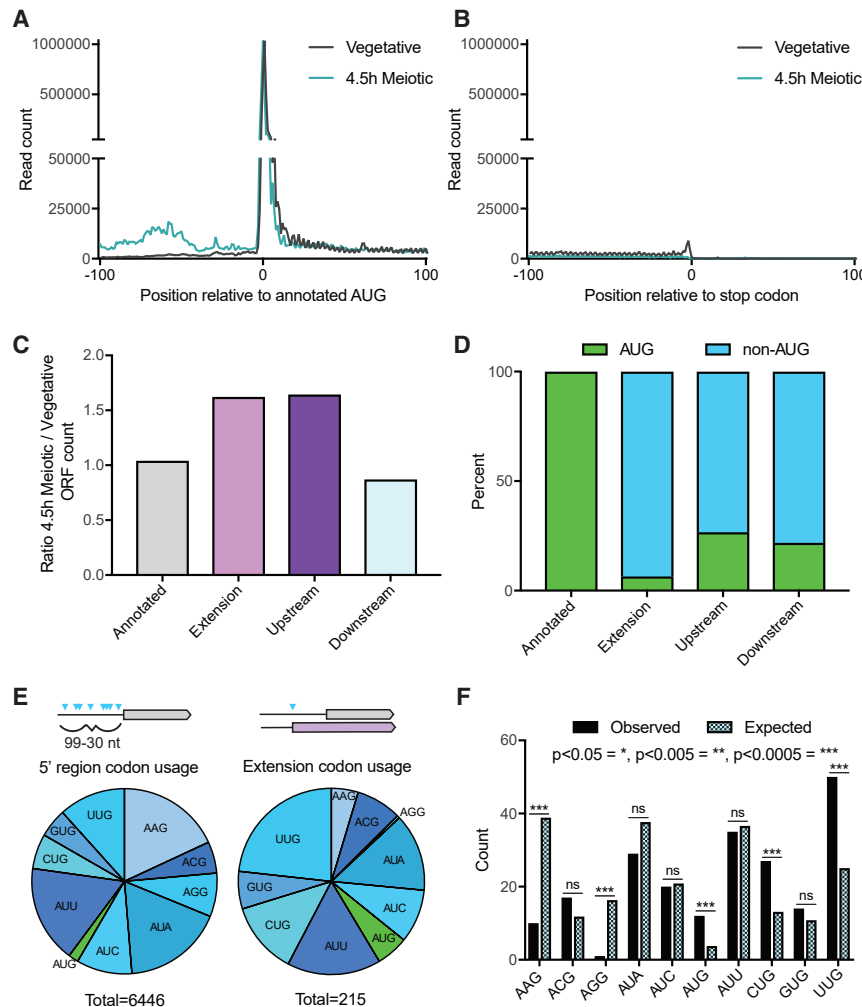 A
1000000
500000
50000
25000
0
Read count
Vegetative
4.5h Meiotic
-100
0
100
Position relative to annotated AUG
B
1000000
500000
50000
25000
0
Read count
Vegetative
4.5h Meiotic
-100
0
100
Position relative to stop codon
C
2.0
1.5
1.0
0.5
0.0
Ratio 4.5h Meiotic / Vegetative
ORF count
Annotated
Extension
Upstream
Downstream
D
AUG
non-AUG
100
50
0
Percent
Annotated
Extension
Upstream
Downstream
E
99-30 nt
5' region codon usage
UUG
AAG
GUG
ACG
CUG
AGG
AUU
AUA
AUG
AUC
Total=6446
Extension codon usage
AAG
AGG
ACG
UUG
AUA
GUG
AUC
CUG
AUG
AUU
Total=215
F
Observed
Expected
p<0.05 = *, p<0.005 = **, p<0.0005 = ***
60
40
20
0
Count
***
ns
***
ns
ns
***
ns
***
ns
***
AAG
ACG
AGG
AUA
AUC
AUG
AUU
CUG
GUG
UUG